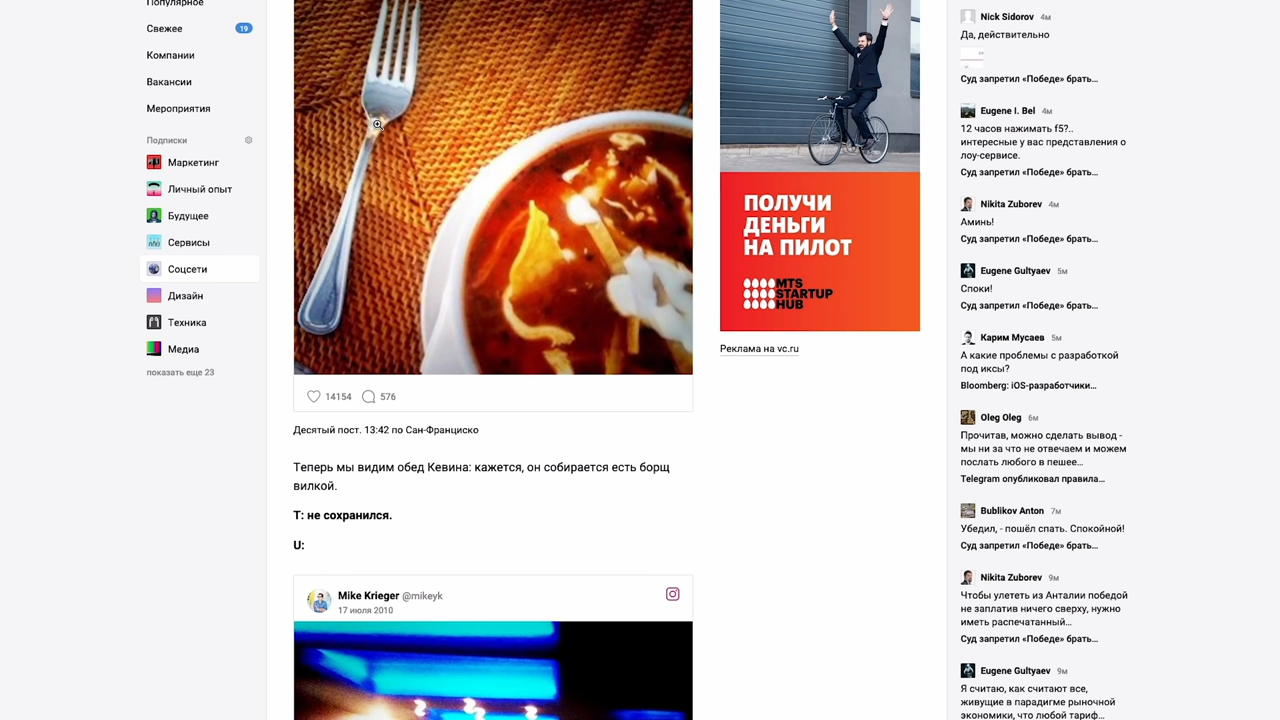 Популярное
Свежее
19
Компании
Вакансии
Мероприятия
Подписки
Маркетинг
Личный опыт
Будущее
Сервисы
Соцсети
Дизайн
Техника
Медиа
показать еще 23
14154
576
Десятый пост. 13:42 по Сан-Франциско
Теперь мы видим обед Кевина: кажется, он собирается есть борщ
вилкой.
T: не сохранился.
U:
Mike Krieger @mikeyk
17 июля 2010
ПОЛУЧИ
ДЕНЬГИ
НА ПИЛОТ
MTS
STARTUP
HUB
Реклама на vc.ru
Nick Sidorov 4м
Да, действительно
Суд запретил «Победе» брать...
Eugene I. Bel 4м
12 часов нажимать f5?..
интересные у вас представления о
лоу-сервисе.
Суд запретил «Победе» брать...
Nikita Zuborev 4м
Аминь!
Суд запретил «Победе» брать...
Eugene Gultyaev 5м
Споки!
Суд запретил «Победе» брать...
Карим Мусаев 5м
А какие проблемы с разработкой
под иксы?
Bloomberg: iOS-разработчики...
Oleg Oleg 6м
Прочитав, можно сделать вывод -
мы ни за что не отвечаем и можем
послать любого в пешее...
Telegram опубликовал правила...
Bublikov Anton 7м
Убедил, - пошёл спать. Спокойной!
Суд запретил «Победе» брать...
Nikita Zuborev 9м
Чтобы улететь из Анталии победой
не заплатив ничего сверху, нужно
иметь распечатанный...
Суд запретил «Победе» брать...
Eugene Gultyaev 9м
Я считаю, как считают все,
живущие в парадигме рыночной
экономики, что любой тариф...